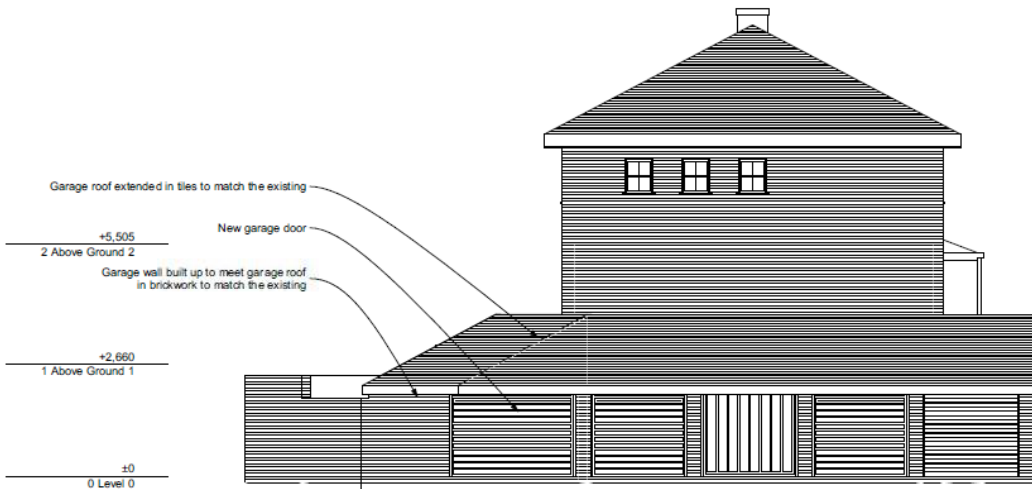 Garage roof extended in tiles to match the existing
New garage door
+5,505
2 Above Ground 2
Garage wall built up to meet garage roof
in brickwork to match the existing
+2,660
1 Above Ground 1
±0
0 Level 0